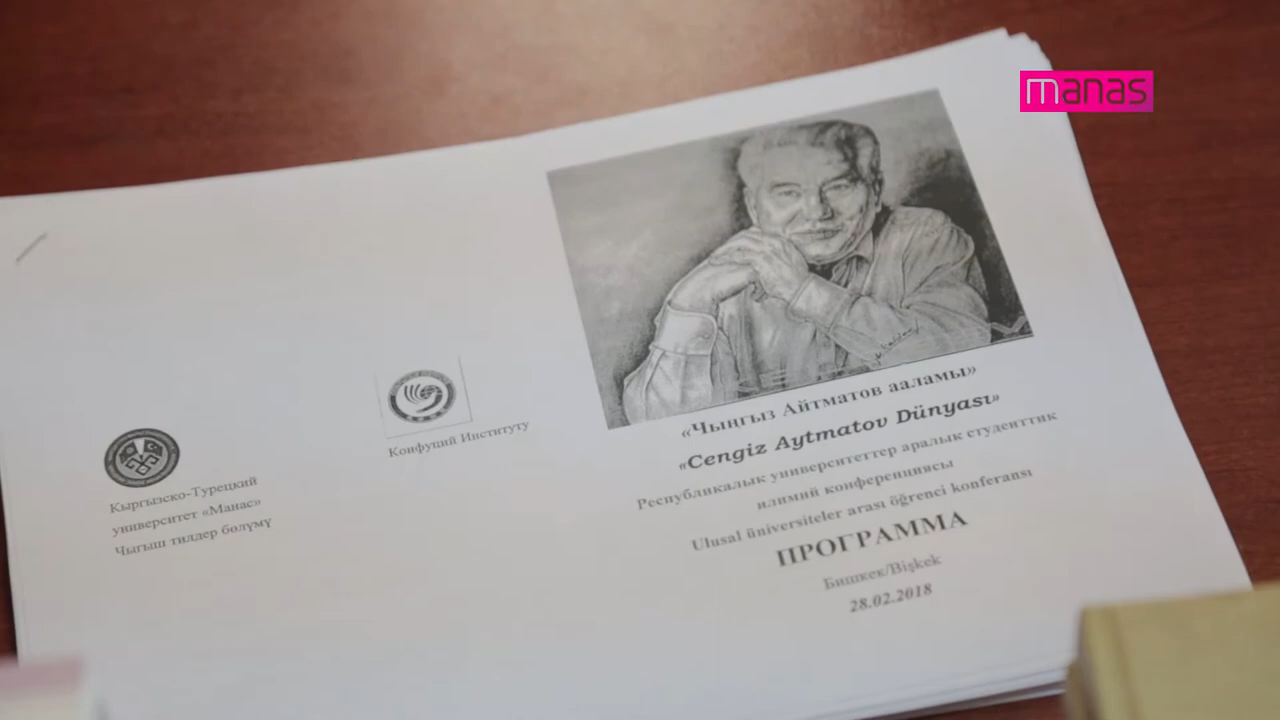 manas
«Чыңгыз Айтматов ааламы»
«Cengiz Aytmatov Dünyası»
Республикалык университеттер аралык студенттик
илимий конференциясы
Ulusal üniversiteler arası öğrenci konferansı
ПРОГРАММА
Бишкек/Bişkek
28.02.2018
Конфуций Институту
Кыргызско-Турецкий
университет «Манас»
Чыгыш тилдер бөлүмү